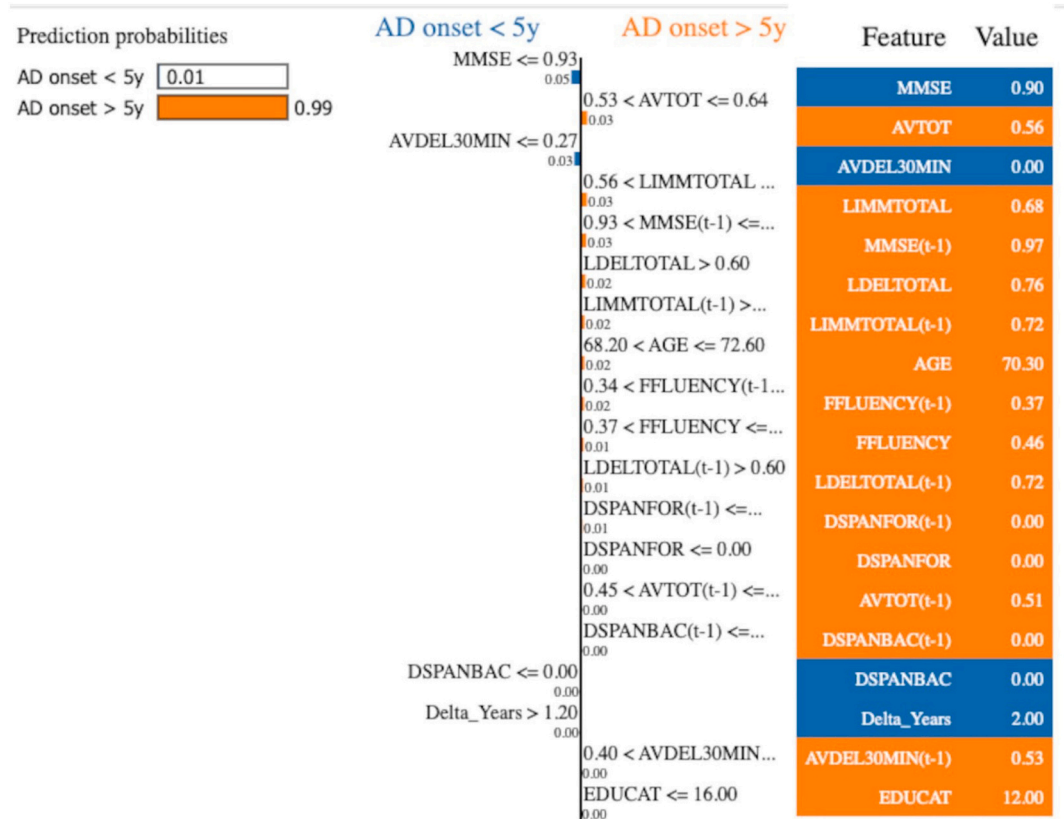 Prediction probabilities
AD onset < 5y 0.01
AD onset > 5y 0.99
AD onset < 5y AD onset > 5y
MMSE <= 0.93
0.05
0.53 < AVTOT <= 0.64
0.03
AVDEL30MIN <= 0.27
0.03
0.56 < LIMMTOTAL ...
0.03
0.93 < MMSE(t-1) <=...
0.03
LDELTOTAL > 0.60
0.02
LIMMTOTAL(t-1) >...
0.02
68.20 < AGE <= 72.60
0.02
0.34 < FFLUENCY(t-1...
0.02
0.37 < FFLUENCY <=...
0.01
LDELTOTAL(t-1) > 0.60
0.01
DSPANFOR(t-1) <=...
0.01
DSPANFOR <= 0.00
0.00
0.45 < AVTOT(t-1) <=...
0.00
DSPANBAC(t-1) <=...
0.00
DSPANBAC <= 0.00
0.00
Delta_Years > 1.20
0.00
0.40 < AVDEL30MIN...
0.00
EDUCAT <= 16.00
0.00
Feature Value
MMSE 0.90
AVTOT 0.56
AVDEL30MIN 0.00
LIMMTOTAL 0.68
MMSE(t-1) 0.97
LDELTOTAL 0.76
LIMMTOTAL(t-1) 0.72
AGE 70.30
FFLUENCY(t-1) 0.37
FFLUENCY 0.46
LDELTOTAL(t-1) 0.72
DSPANFOR(t-1) 0.00
DSPANFOR 0.00
AVTOT(t-1) 0.51
DSPANBAC(t-1) 0.00
DSPANBAC 0.00
Delta_Years 2.00
AVDEL30MIN(t-1) 0.53
EDUCAT 12.00